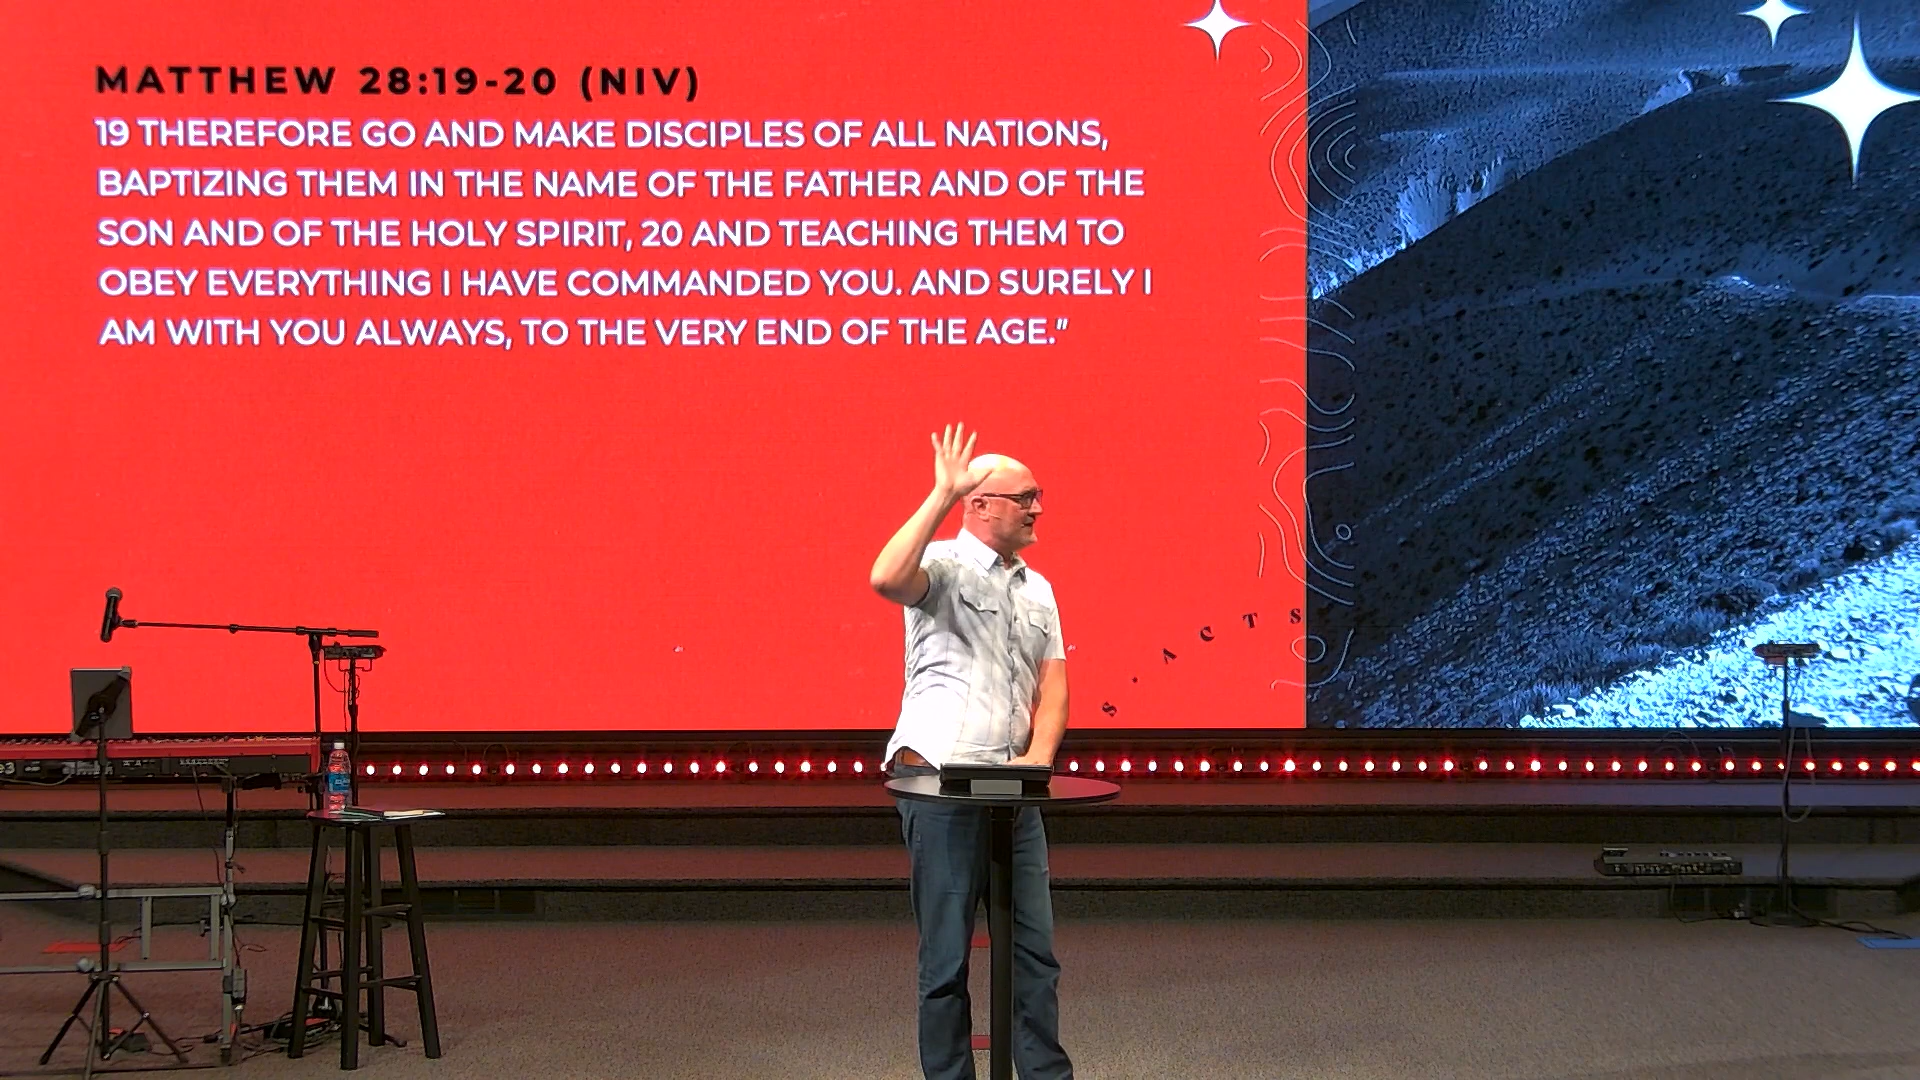 MATTHEW 28:19-20 (NIV)
19 THEREFORE GO AND MAKE DISCIPLES OF ALL NATIONS,
BAPTIZING THEM IN THE NAME OF THE FATHER AND OF THE
SON AND OF THE HOLY SPIRIT, 20 AND TEACHING THEM TO
OBEY EVERYTHING I HAVE COMMANDED YOU. AND SURELY I
AM WITH YOU ALWAYS, TO THE VERY END OF THE AGE.”
S · ACTS
e3